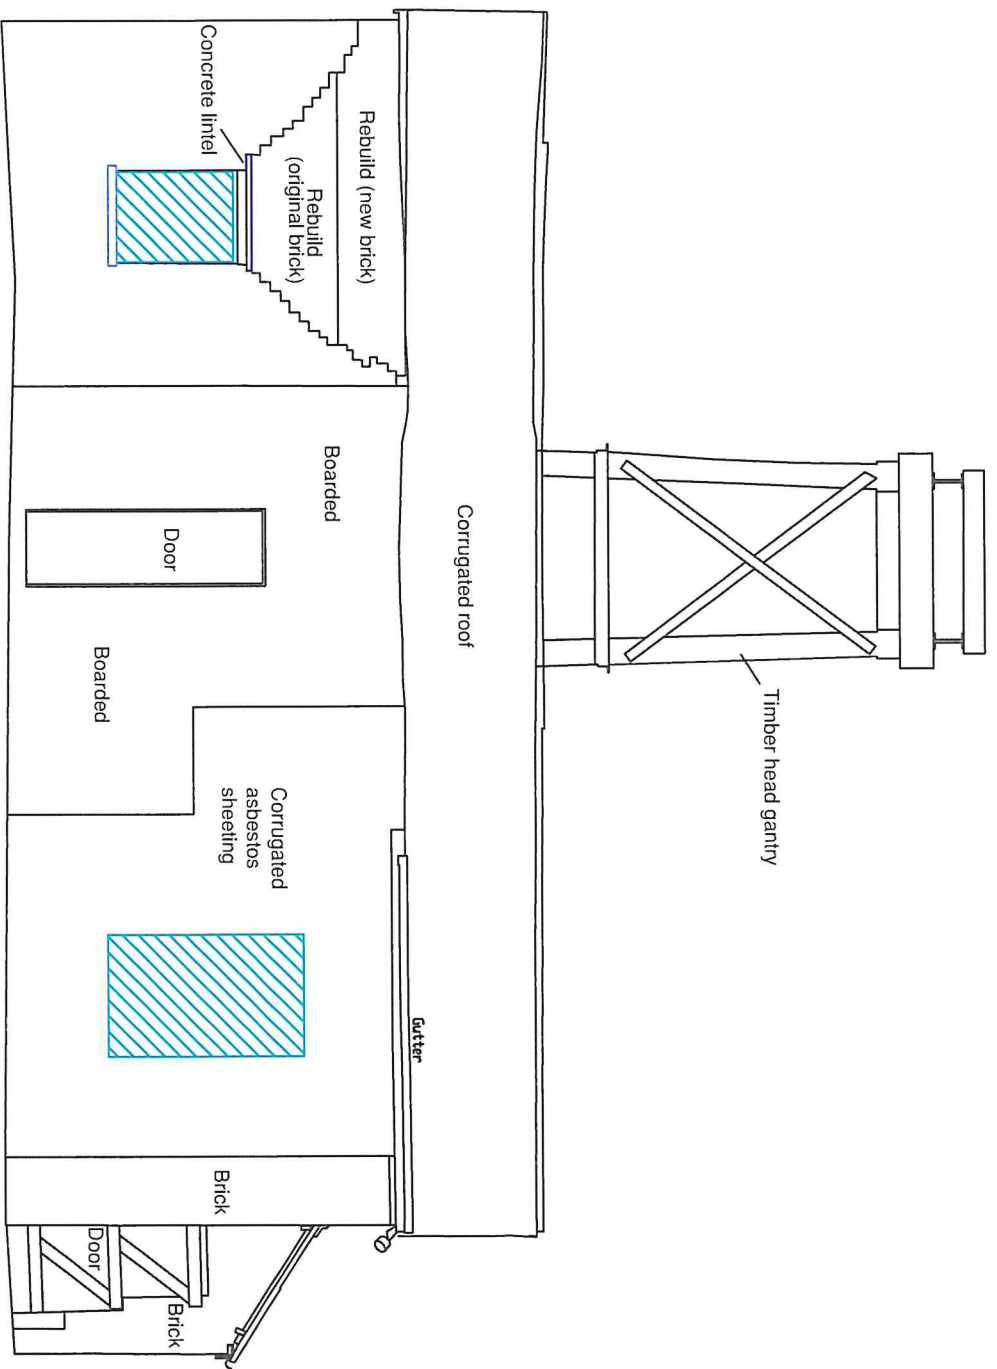 Timber head gantry
Corrugated roof
Gutter
Rebuild (new brick)
Rebuild
(original brick)
Concrete lintel
Boarded
Door
Boarded
Corrugated
asbestos
sheeting
Brick
Door
Brick